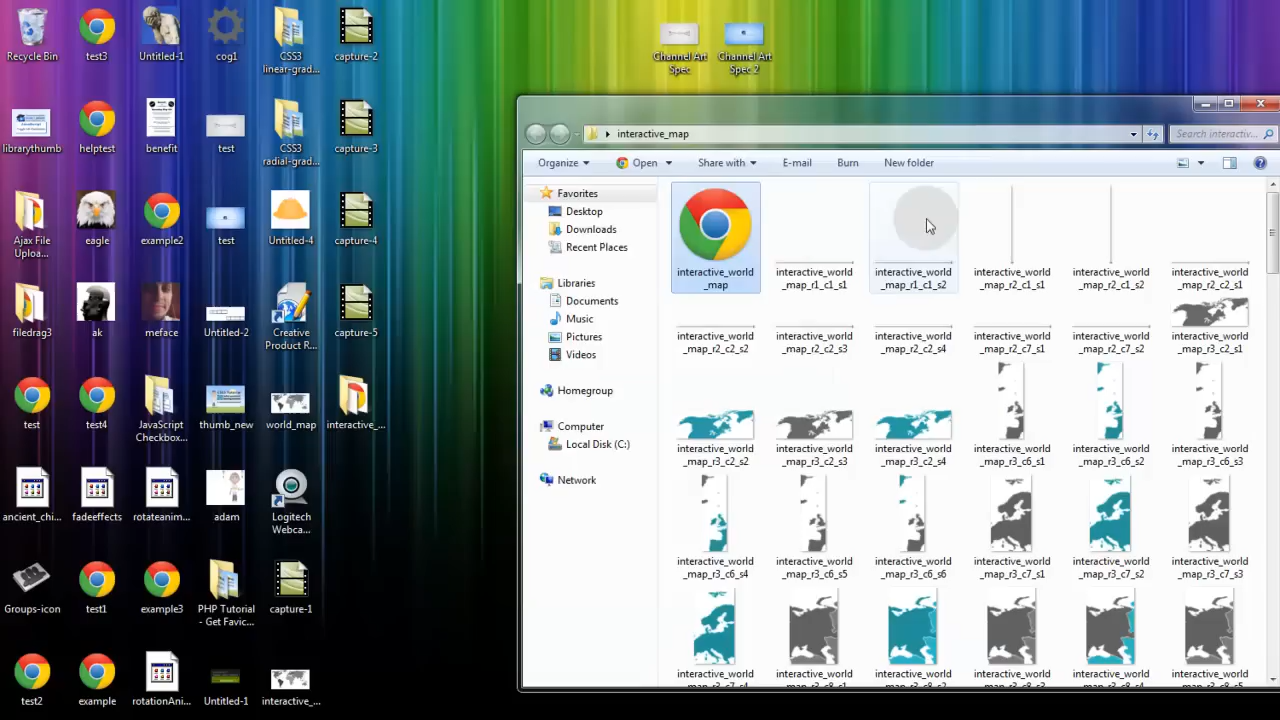 Recycle Bin
test3
Untitled-1
cog1
CSS3
linear-grad...
capture-2
librarythumb
helptest
benefit
test
CSS3
radial-grad...
capture-3
Ajax File
Uploa...
eagle
example2
test
Untitled-4
capture-4
filedrag3
ak
meface
Untitled-2
Creative
Product R...
capture-5
test
test4
JavaScript
Checkbox...
thumb_new
world_map
interactive_...
ancient_chi...
fadeeffects
rotateanim...
adam
Logitech
Webca...
Groups-icon
test1
example3
PHP Tutorial
- Get Favic...
capture-1
test2
example
rotationAni...
Untitled-1
interactive_...
Channel Art
Spec
Channel Art
Spec 2
interactive_map
Search interactiv...
Organize
Open
Share with
E-mail
Burn
New folder
Favorites
Desktop
Downloads
Recent Places
Libraries
Documents
Music
Pictures
Videos
Homegroup
Computer
Local Disk (C:)
Network
interactive_world
_map
interactive_world
_map_r1_c1_s1
interactive_world
_map_r1_c1_s2
interactive_world
_map_r2_c1_s1
interactive_world
_map_r2_c1_s2
interactive_world
_map_r2_c2_s1
interactive_world
_map_r2_c2_s2
interactive_world
_map_r2_c2_s3
interactive_world
_map_r2_c2_s4
interactive_world
_map_r2_c7_s1
interactive_world
_map_r2_c7_s2
interactive_world
_map_r3_c2_s1
interactive_world
_map_r3_c2_s2
interactive_world
_map_r3_c2_s3
interactive_world
_map_r3_c2_s4
interactive_world
_map_r3_c6_s1
interactive_world
_map_r3_c6_s2
interactive_world
_map_r3_c6_s3
interactive_world
_map_r3_c6_s4
interactive_world
_map_r3_c6_s5
interactive_world
_map_r3_c6_s6
interactive_world
_map_r3_c7_s1
interactive_world
_map_r3_c7_s2
interactive_world
_map_r3_c7_s3
interactive_world
_map_r3_c7_s4
interactive_world
_map_r3_c8_s1
interactive_world
_map_r3_c8_s2
interactive_world
_map_r3_c8_s3
interactive_world
_map_r3_c8_s4
interactive_world
_map_r3_c8_s5